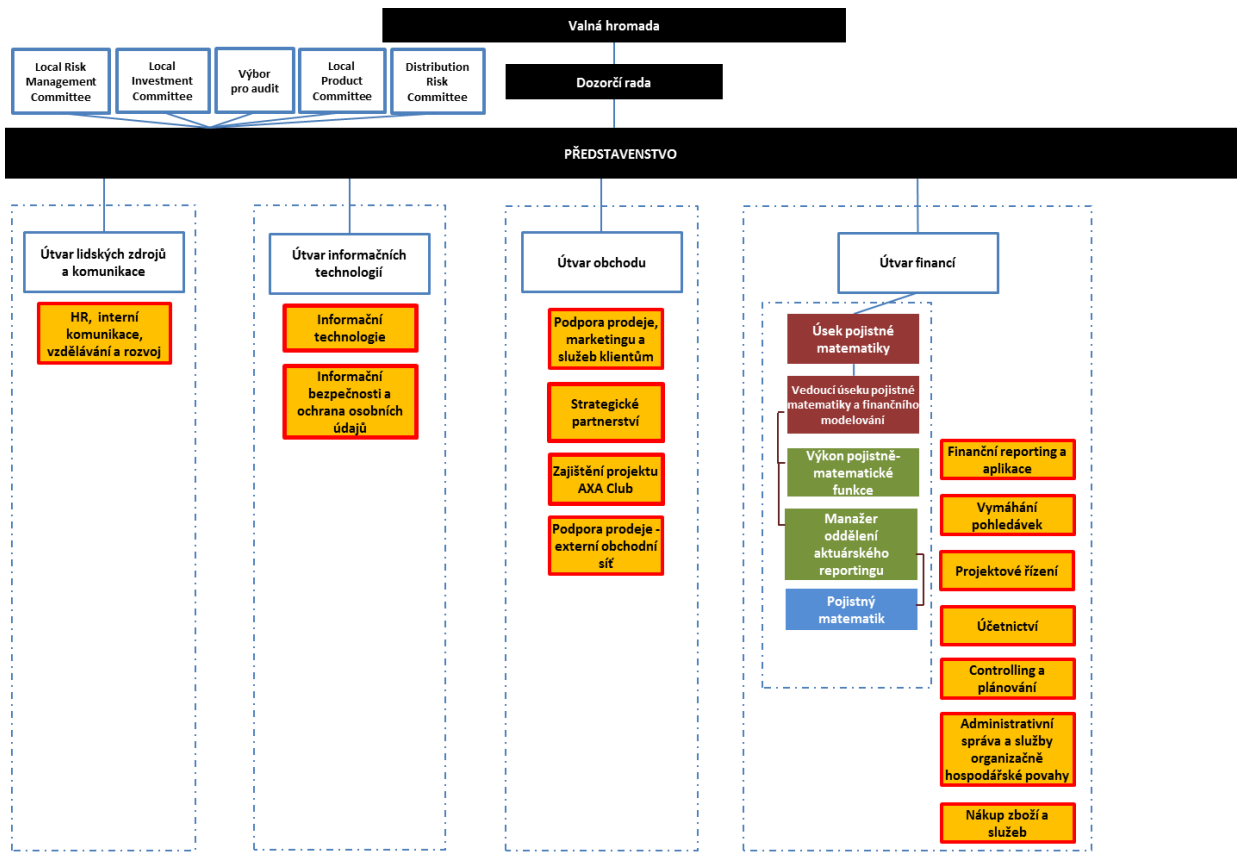 Valná hromada
Local Risk
Management
Committee
Local
Investment
Committee
Výbor
pro audit
Local
Product
Committee
Distribution
Risk
Committee
Dozorčí rada
PŘEDSTAVENSTVO
Útvar lidských zdrojů
a komunikace
HR, interní
komunikace,
vzdělávání a rozvoj
Útvar informačních
technologií
Informační
technologie
Informační
bezpečnosti a
ochrana osobních
údajů
Útvar obchodu
Podpora prodeje,
marketingu a
služeb klientům
Strategické
partnerství
Zajištění projektu
AXA Club
Podpora prodeje -
externí obchodní
síť
Útvar financí
Úsek pojistné
matematiky
Vedoucí úseku pojistné
matematiky a finančního
modelování
Výkon pojistně-
matematické
funkce
Manažer
oddělení
aktuárského
reportingu
Pojistný
matematik
Finanční reporting a
aplikace
Vymáhání
pohledávek
Projektové řízení
Účetnictví
Controlling a
plánování
Administrativní
správa a služby
organizačně
hospodářské povahy
Nákup zboží a
služeb